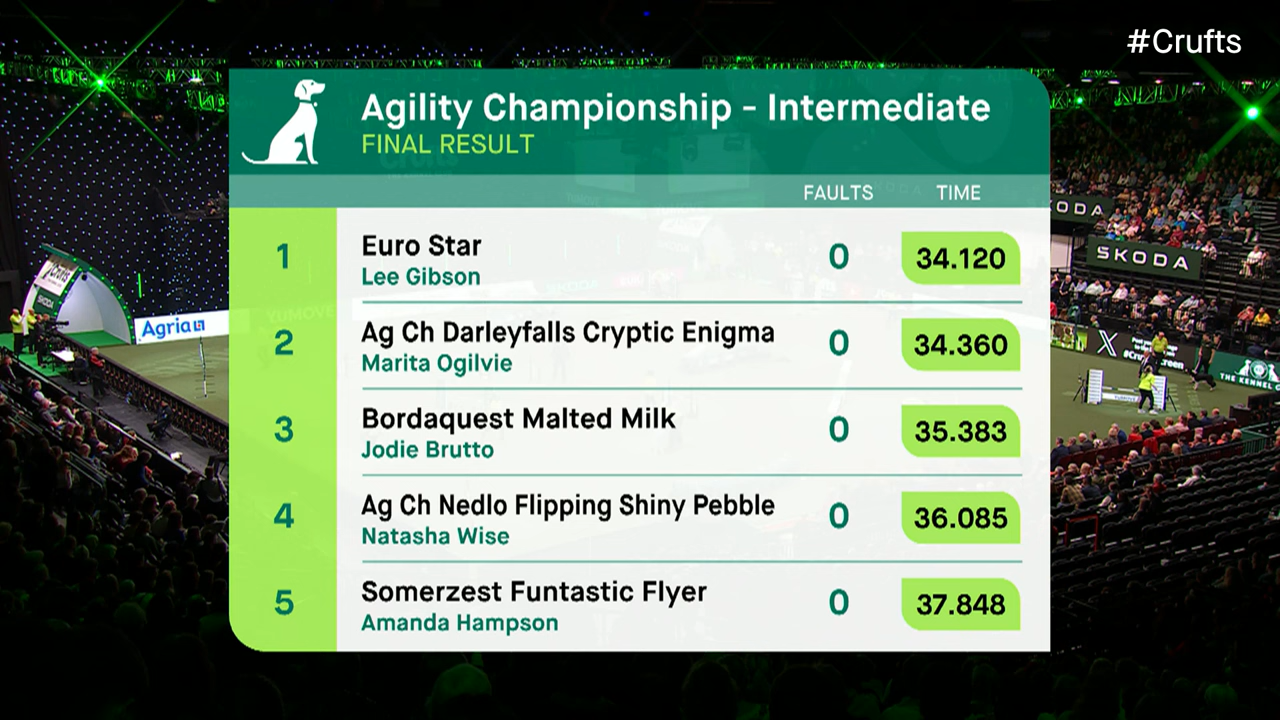 #Crufts
Agility Championship - Intermediate
FINAL RESULT
FAULTS TIME
1 Euro Star 0 34.120
Lee Gibson
2 Ag Ch Darleyfalls Cryptic Enigma 0 34.360
Marita Ogilvie
3 Bordaquest Malted Milk 0 35.383
Jodie Brutto
4 Ag Ch Nedlo Flipping Shiny Pebble 0 36.085
Natasha Wise
5 Somerzest Funtastic Flyer 0 37.848
Amanda Hampson
Agria
SKODA
THE KENNEL